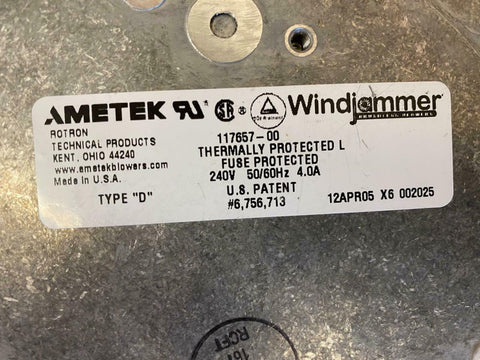 AMETEK
Windjammer
ROTRON
TECHNICAL PRODUCTS
KENT, OHIO 44240
www.ametekblowers.com
Made in U.S.A.
TYPE "D"
117657-00
THERMALLY PROTECTED L
FUSE PROTECTED
240V 50/60Hz 4.0A
U.S. PATENT
#6,756,713
12APR05 X6 002025
RCFT